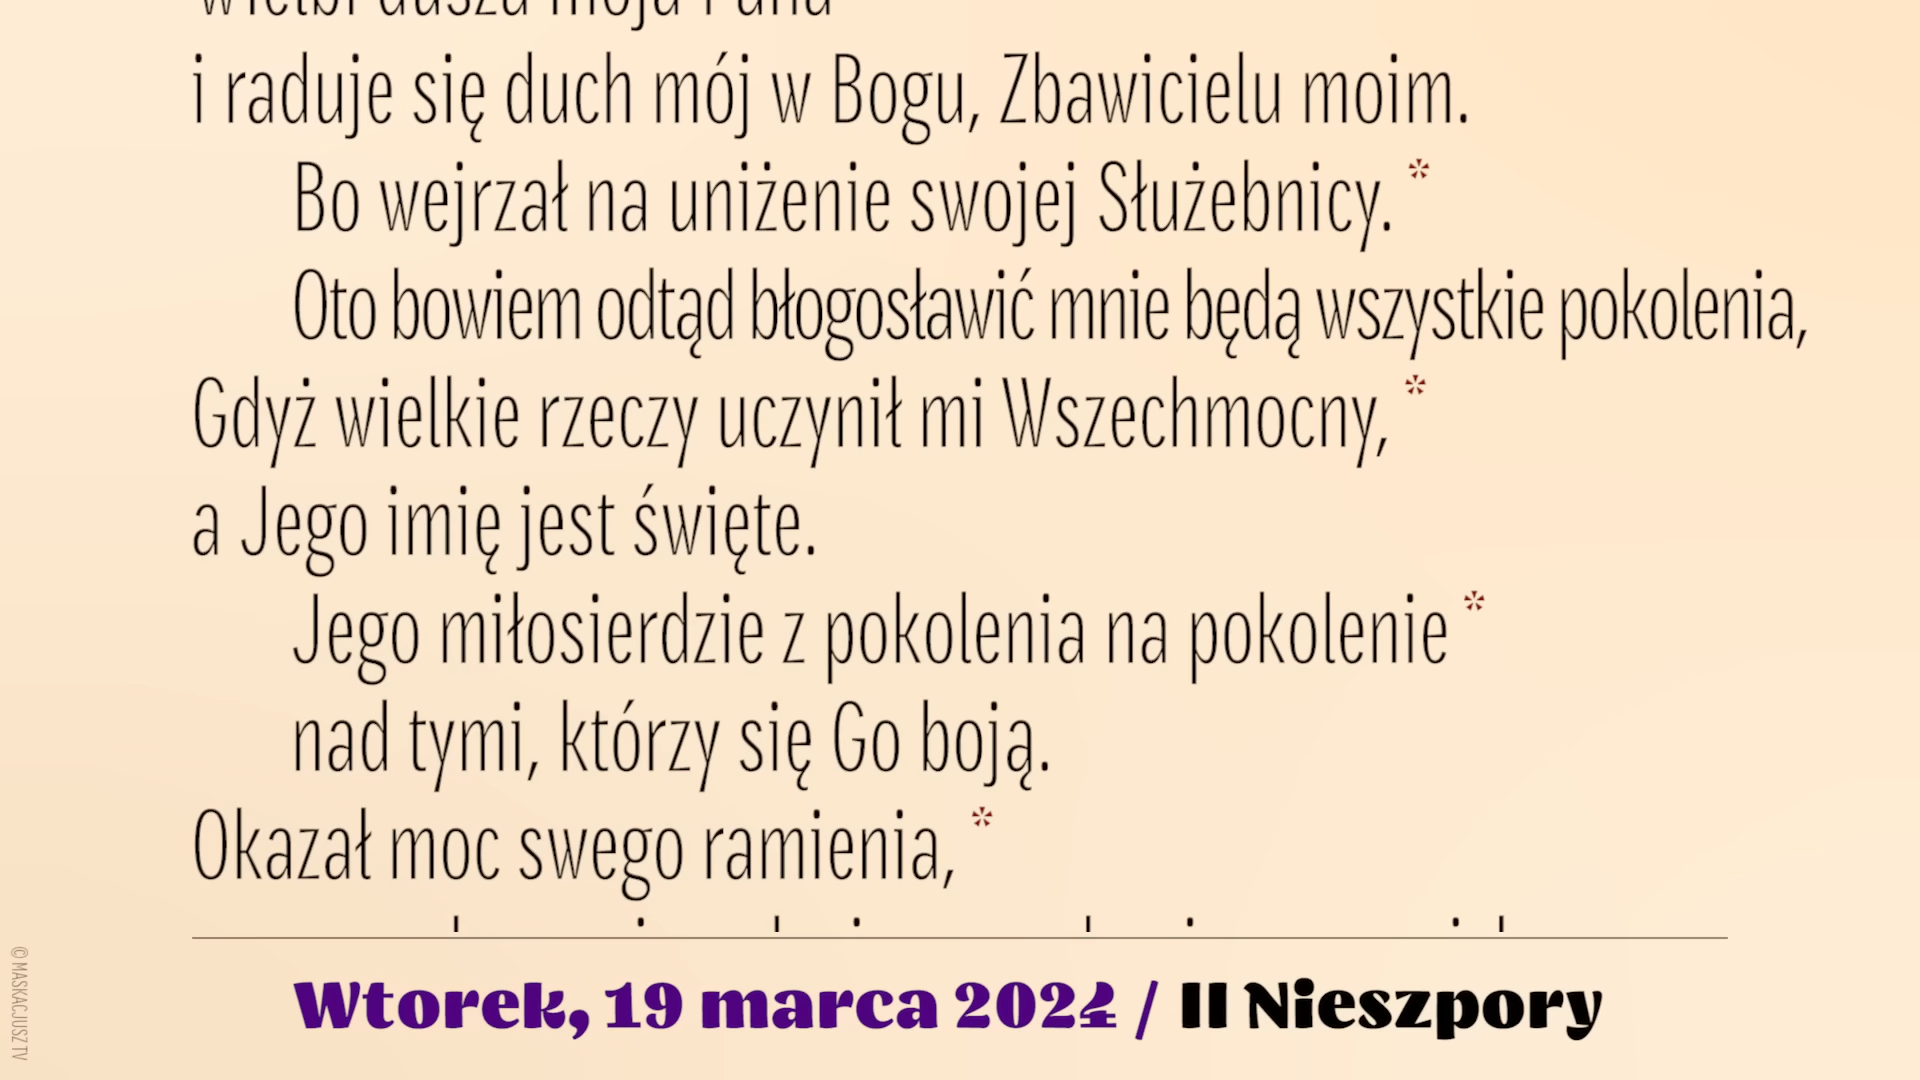 i raduje się duch mój w Bogu, Zbawicielu moim.
Bo wejrzał na uniżenie swojej Służebnicy. *
Oto bowiem odtąd błogosławić mnie będą wszystkie pokolenia,
Gdyż wielkie rzeczy uczynił mi Wszechmocny, *
a Jego imię jest święte.
Jego miłosierdzie z pokolenia na pokolenie *
nad tymi, którzy się Go boją.
Okazał moc swego ramienia, *
Wtorek, 19 marca 2024 / II Nieszpory
© MASKACJUSZ TV